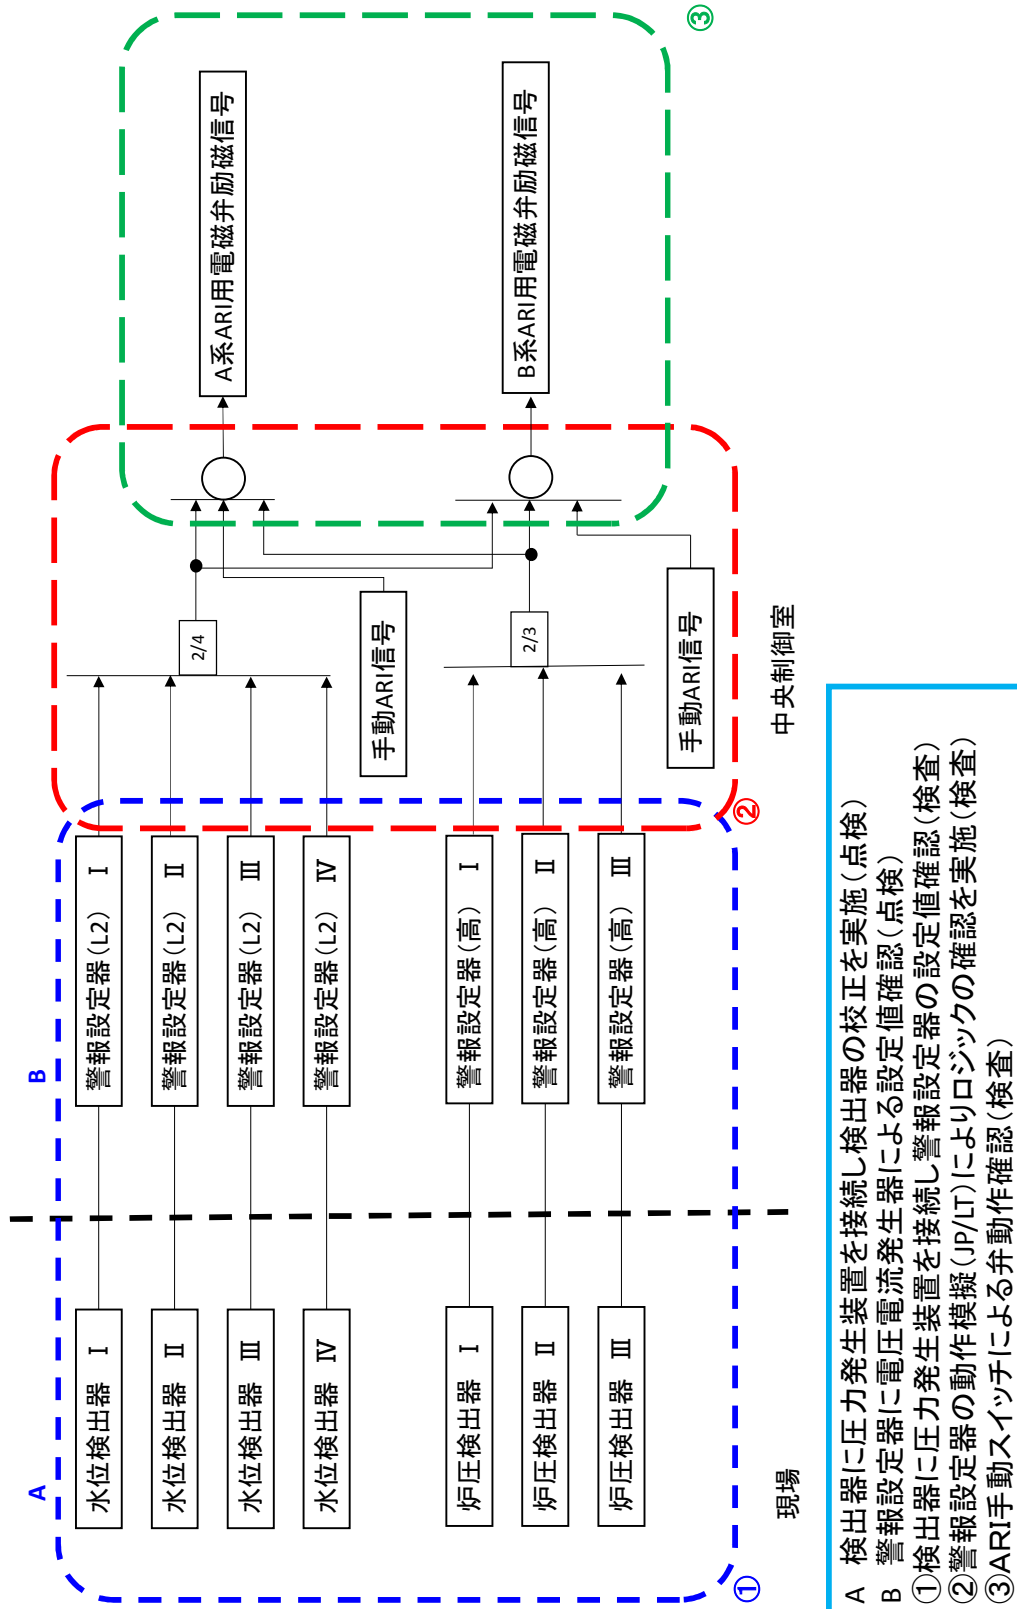 A
B
水位検出器 Ⅰ
警報設定器(L2) Ⅰ
水位検出器 Ⅱ
警報設定器(L2) Ⅱ
2/4
A系ARI用電磁弁励磁信号
水位検出器 Ⅲ
警報設定器(L2) Ⅲ
水位検出器 Ⅳ
警報設定器(L2) Ⅳ
手動ARI信号
炉圧検出器 Ⅰ
警報設定器(高) Ⅰ
炉圧検出器 Ⅱ
警報設定器(高) Ⅱ
2/3
B系ARI用電磁弁励磁信号
炉圧検出器 Ⅲ
警報設定器(高) Ⅲ
手動ARI信号
①
②
③
現場
中央制御室
A 検出器に圧力発生装置を接続し検出器の校正を実施(点検)
B 警報設定器に電圧電流発生器による設定値確認(点検)
①検出器に圧力発生装置を接続し警報設定器の設定値確認(検査)
②警報設定器の動作模擬(JP/LT)によりロジックの確認を実施(検査)
③ARI手動スイッチによる弁動作確認(検査)